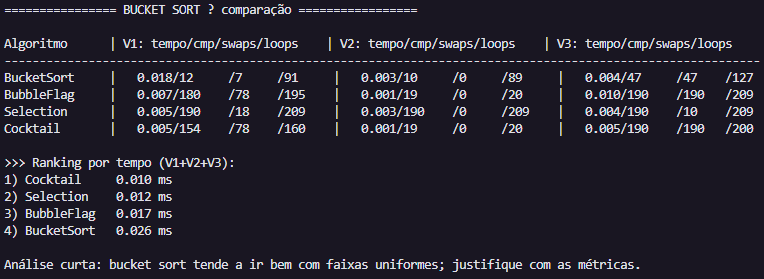 ================ BUCKET SORT ? comparação =================
Algoritmo | V1: tempo/cmp/swaps/loops | V2: tempo/cmp/swaps/loops | V3: tempo/cmp/swaps/loops
--------------------------------------------------------------------------------------------------
BucketSort | 0.018/12 /7 /91 | 0.003/10 /0 /89 | 0.004/47 /47 /127
BubbleFlag | 0.007/180 /78 /195 | 0.001/19 /0 /20 | 0.010/190 /190 /209
Selection | 0.005/190 /18 /209 | 0.003/190 /0 /209 | 0.004/190 /10 /209
Cocktail | 0.005/154 /78 /160 | 0.001/19 /0 /20 | 0.005/190 /190 /200
>>> Ranking por tempo (V1+V2+V3):
1) Cocktail 0.010 ms
2) Selection 0.012 ms
3) BubbleFlag 0.017 ms
4) BucketSort 0.026 ms
Análise curta: bucket sort tende a ir bem com faixas uniformes; justifique com as métricas.